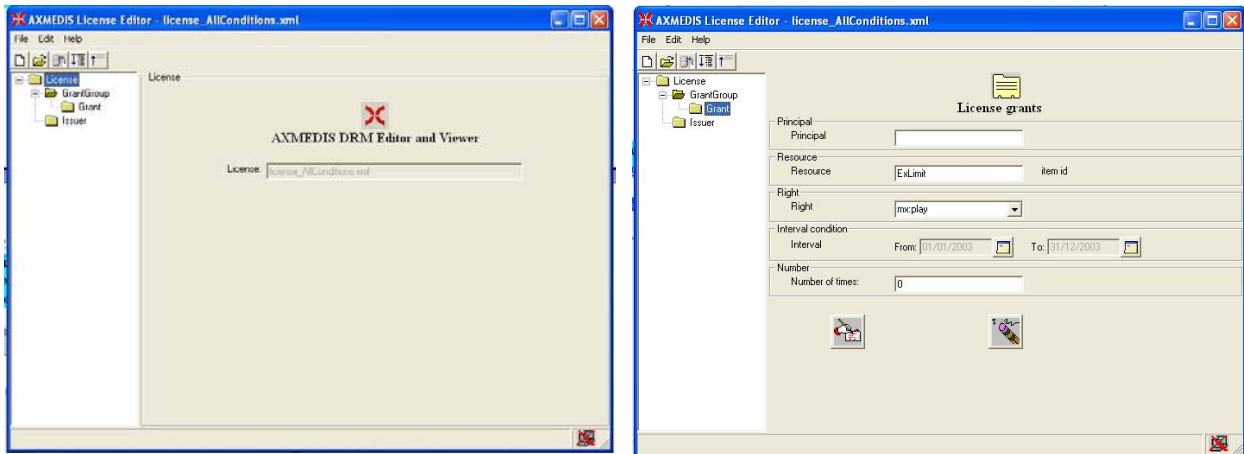 AXMEDIS License Editor - license_AllConditions.xml
File Edit Help
License
GrantGroup
Grant
Issuer
License
AXMEDIS DRM Editor and Viewer
License: license_AllConditions.xml
AXMEDIS License Editor - license_AllConditions.xml
File Edit Help
License
GrantGroup
Grant
Issuer
License grants
Principal
Principal
Resource
Resource ExLimit item id
Right
Right mx:play
Interval condition
Interval From: 01/01/2003 To: 31/12/2003
Number
Number of times: 0